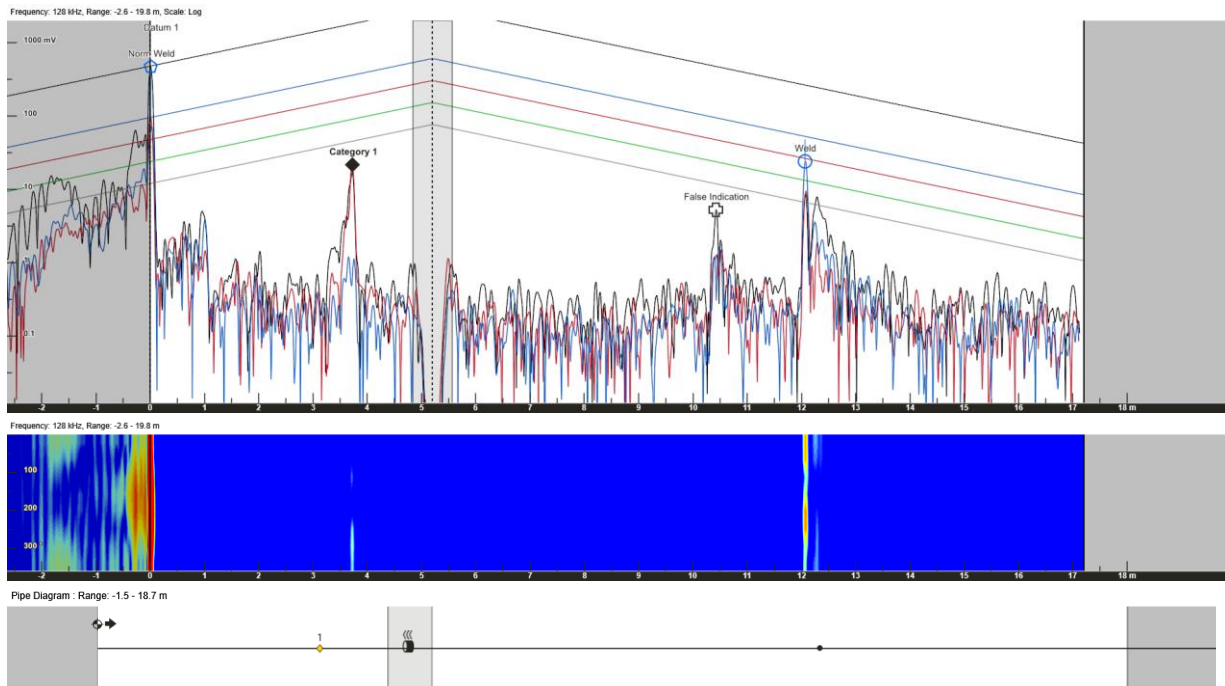 Frequency: 128 kHz, Range: -2.6 - 19.8 m, Scale: Log
Datum 1
1000 mV
Norm Weld
100
Category 1
Weld
10
False Indication
1
0.1
-2 -1 0 1 2 3 4 5 6 7 8 9 10 11 12 13 14 15 16 17 18 m
Frequency: 128 kHz, Range: -2.6 - 19.8 m
100
200
300
-2 -1 0 1 2 3 4 5 6 7 8 9 10 11 12 13 14 15 16 17 18 m
Pipe Diagram : Range: -1.5 - 18.7 m
1